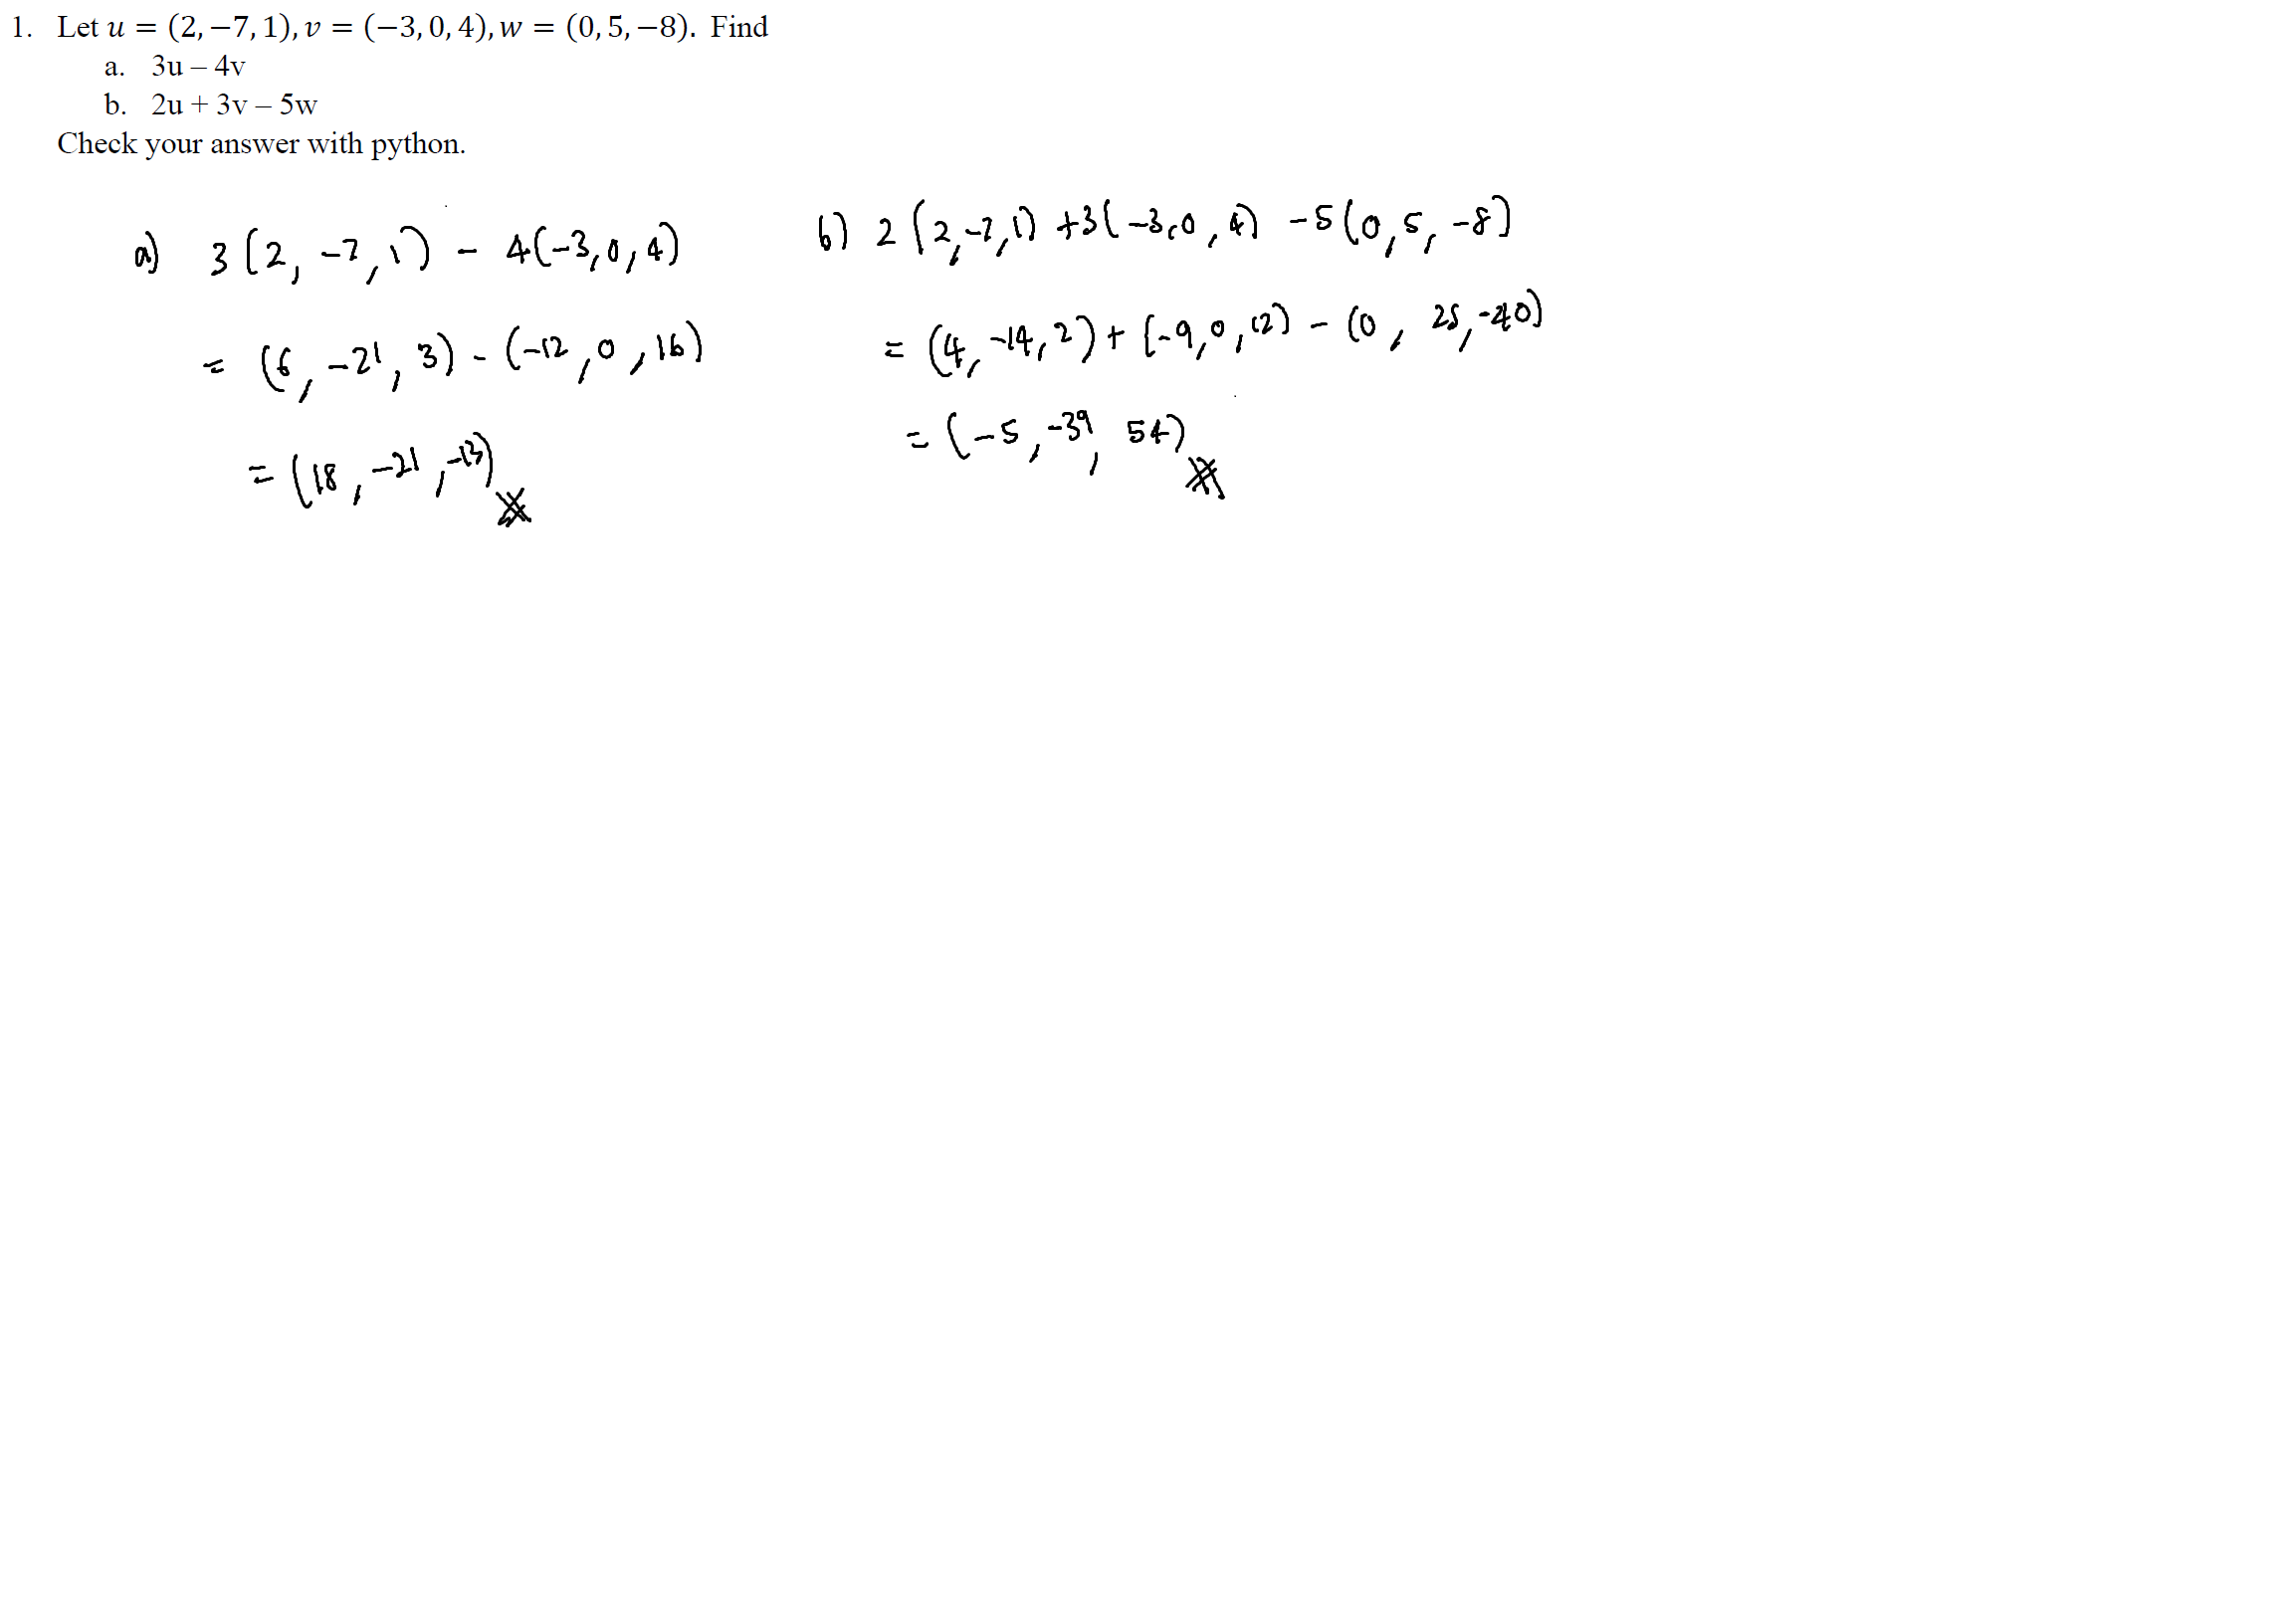 1. Let u = (2, −7, 1), v = (−3, 0, 4), w = (0, 5, −8). Find
a. 3u – 4v
b. 2u + 3v – 5w
Check your answer with python.
a) 3(2, -7, 1) - 4(-3, 0, 4)
= (6, -21, 3) - (-12, 0, 16)
= (18, -21, -13)
b) 2(2, -7, 1) +3(-3, 0, 4) -5(0, 5, -8)
= (4, -14, 2) + (-9, 0, 12) - (0, 25, -40)
= (-5, -39, 54)